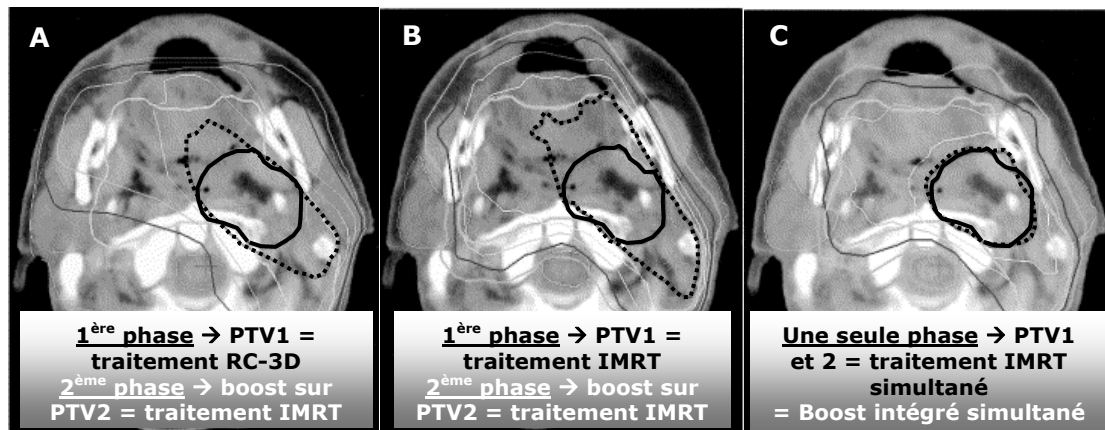 A
1ère phase → PTV1 =
traitement RC-3D
2ème phase → boost sur
PTV2 = traitement IMRT
B
1ère phase → PTV1 =
traitement IMRT
2ème phase → boost sur
PTV2 = traitement IMRT
C
Une seule phase → PTV1
et 2 = traitement IMRT
simultané
= Boost intégré simultané